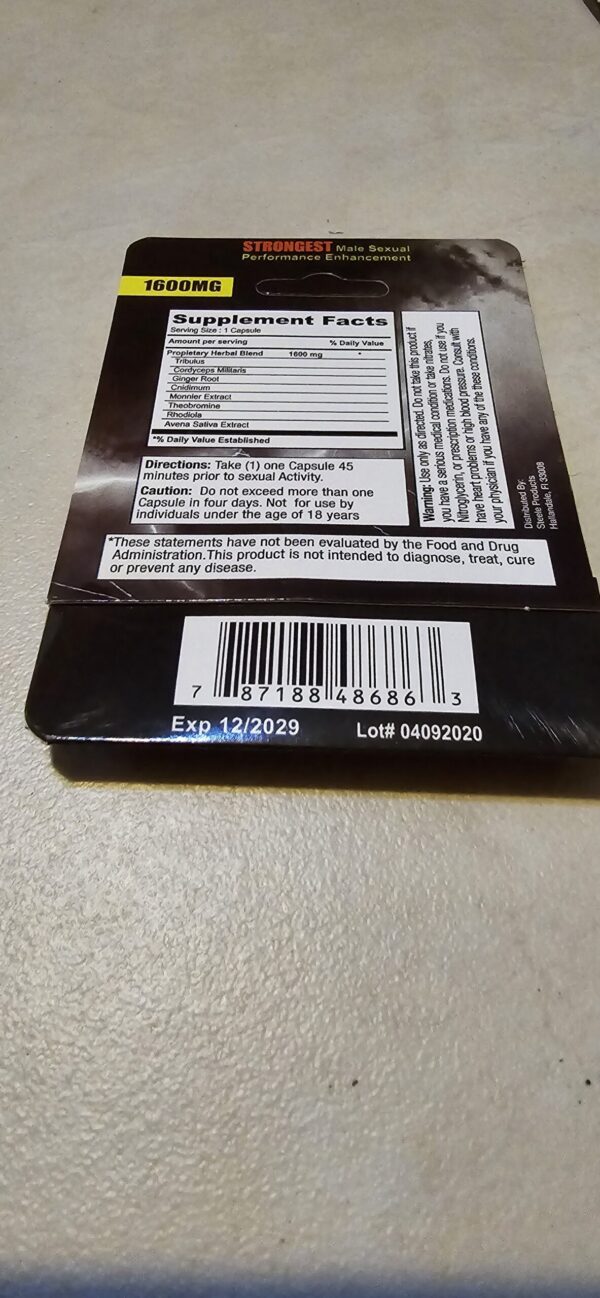 STRONGEST Male Sexual
Performance Enhancement
1600MG
Supplement Facts
Serving Size : 1 Capsule
Amount per serving % Daily Value
Propietary Herbal Blend 1600 mg *
Tribulus
Cordyceps Militaris
Ginger Root
Cnidimum
Monnier Extract
Theobromine
Rhodiola
Avena Sativa Extract
*% Daily Value Established
Directions: Take (1) one Capsule 45
minutes prior to sexual Activity.
Caution: Do not exceed more than one
Capsule in four days. Not for use by
individuals under the age of 18 years
Warning: Use only as directed. Do not take this product if
you have a serious medical condition or take nitrates,
Nitroglycerin, or prescription medications. Do not use if you
have heart problems or high blood pressure. Consult with
your physician if you have any of the these conditions.
Distributed By:
Steele Products
Hallandale, Fl 33008
*These statements have not been evaluated by the Food and Drug
Administration.This product is not intended to diagnose, treat, cure
or prevent any disease.
7 87188 48686 3
Exp 12/2029 Lot# 04092020